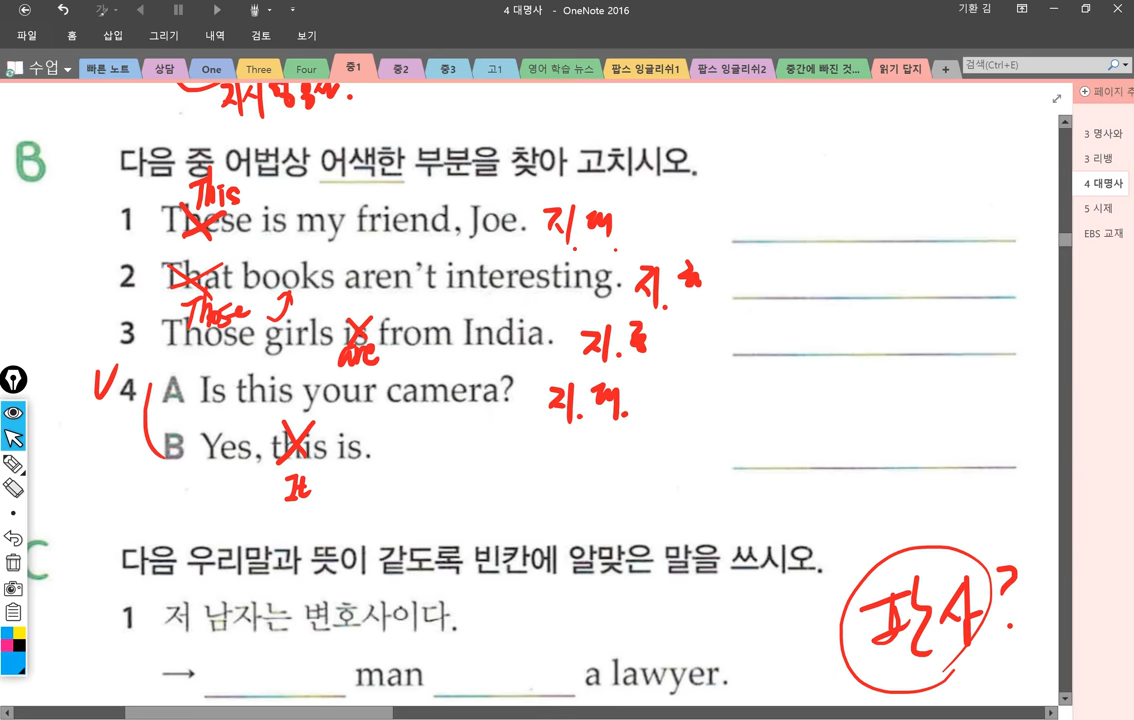 4 대명사 - OneNote 2016
기환 김
파일 홈 삽입 그리기 내역 검토 보기
수업 빠른 노트 상담 One Three Four 중1 중2 중3 고1 영어 학습 뉴스 팝스 잉글리쉬1 팝스 잉글리쉬2 중간에 빠진 것... 읽기 답지 + 검색(Ctrl+E)
페이지 추
3 명사와
3 리뱅
4 대명사
5 시제
EBS 교재
B 다음 중 어법상 어색한 부분을 찾아 고치시오.
This
1 These is my friend, Joe. 지. 대.
2 That books aren't interesting. 지.
Those
3 Those girls is from India. 지.
are
V 4 A Is this your camera? 지. 대.
B Yes, this is.
It
C 다음 우리말과 뜻이 같도록 빈칸에 알맞은 말을 쓰시오.
1 저 남자는 변호사이다.
판사?
→ man a lawyer.